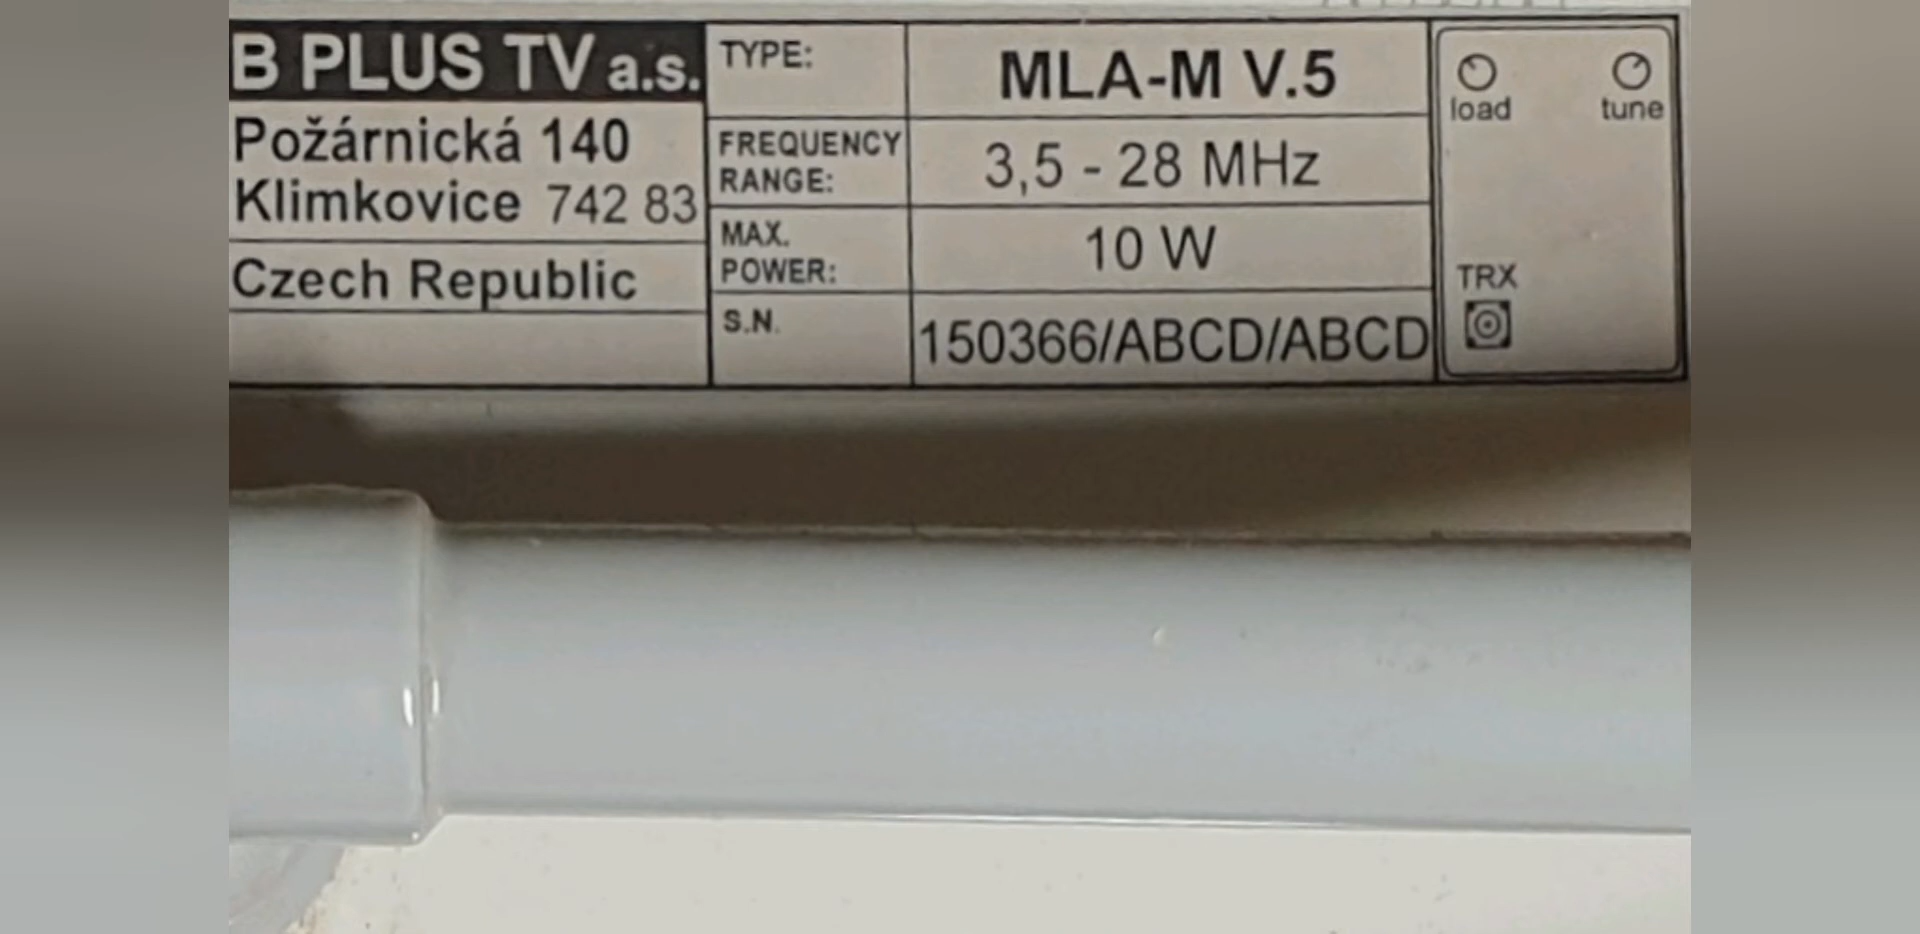 B PLUS TV a.s.
Požárnická 140
Klimkovice 742 83
Czech Republic
TYPE: MLA-M V.5
FREQUENCY RANGE: 3,5 - 28 MHz
MAX. POWER: 10 W
S.N. 150366/ABCD/ABCD
load tune
TRX